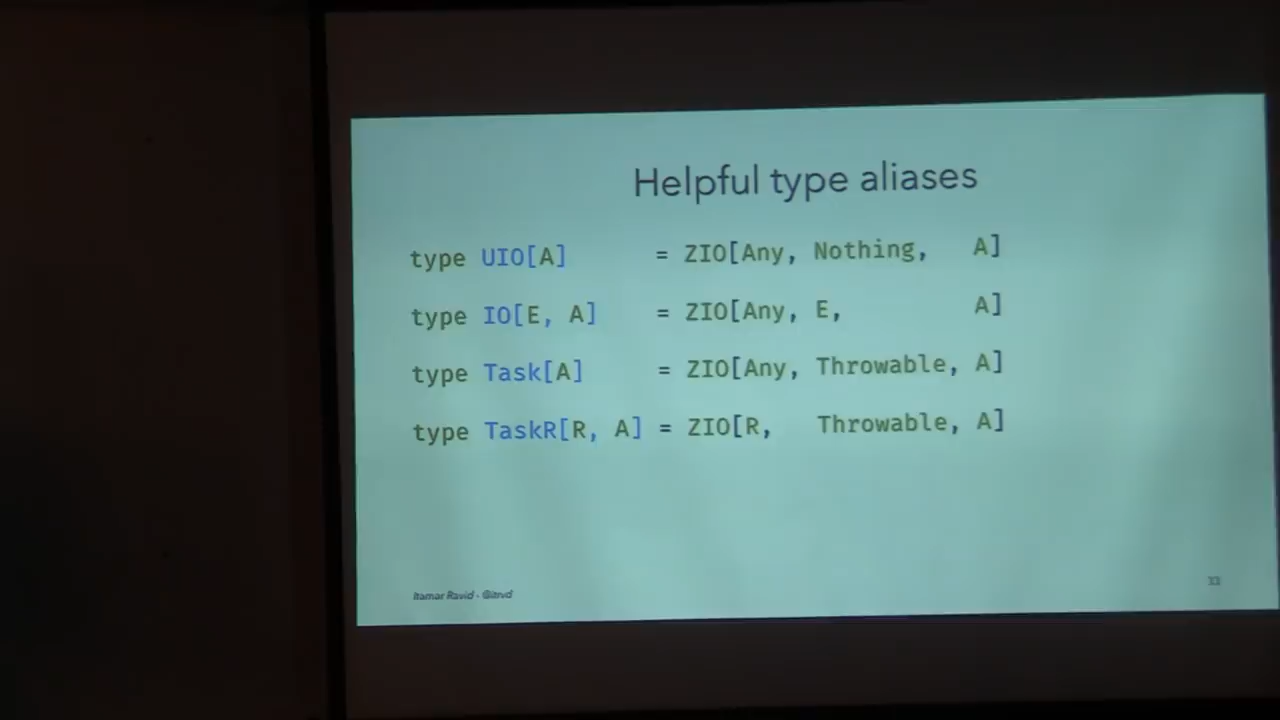 Helpful type aliases
type UIO[A] = ZIO[Any, Nothing, A]
type IO[E, A] = ZIO[Any, E, A]
type Task[A] = ZIO[Any, Throwable, A]
type TaskR[R, A] = ZIO[R, Throwable, A]
Itamar Ravid - @itrvd
33